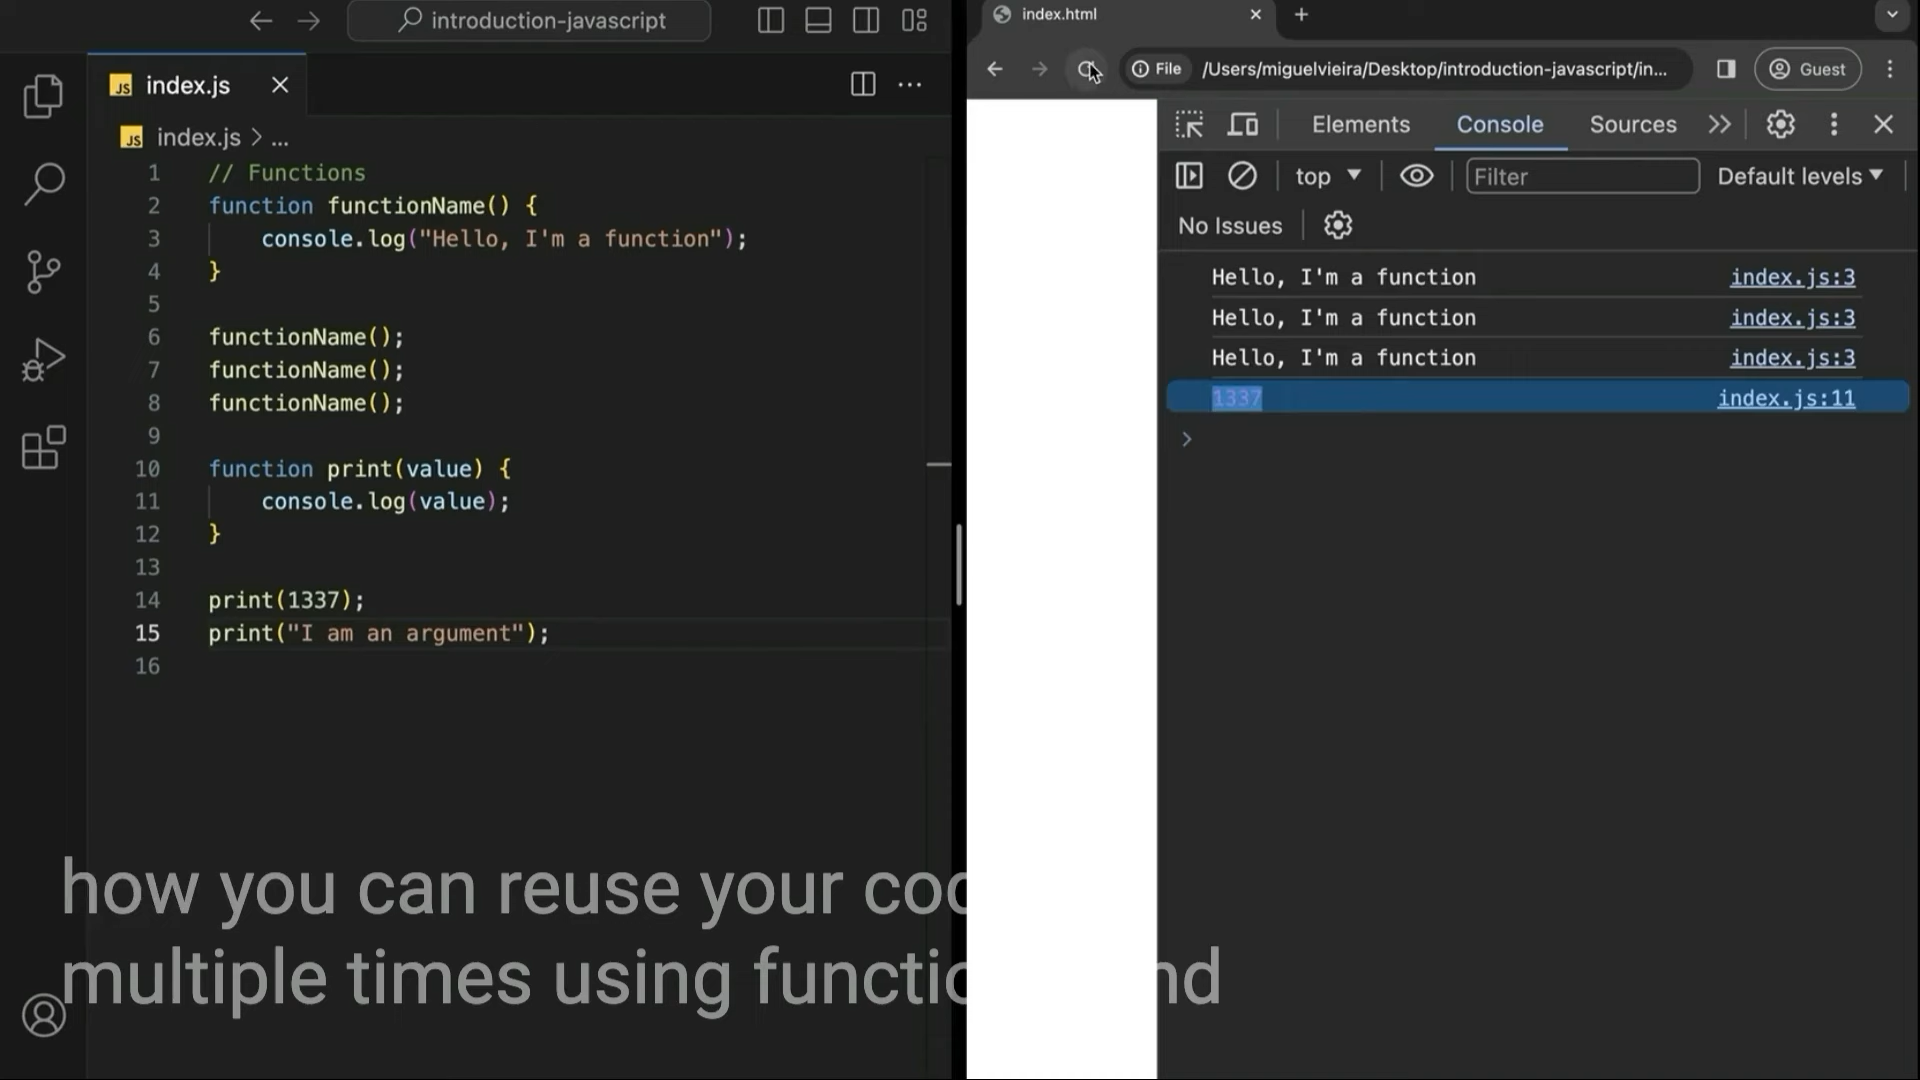 introduction-javascript
index.js
index.js > ...
1 // Functions
2 function functionName() {
3 console.log("Hello, I'm a function");
4 }
5
6 functionName();
7 functionName();
8 functionName();
9
10 function print(value) {
11 console.log(value);
12 }
13
14 print(1337);
15 print("I am an argument");
16
index.html
File /Users/miguelvieira/Desktop/introduction-javascript/in... Guest
Elements Console Sources
top Filter Default levels
No Issues
Hello, I'm a function index.js:3
Hello, I'm a function index.js:3
Hello, I'm a function index.js:3
1337 index.js:11
how you can reuse your
multiple times using